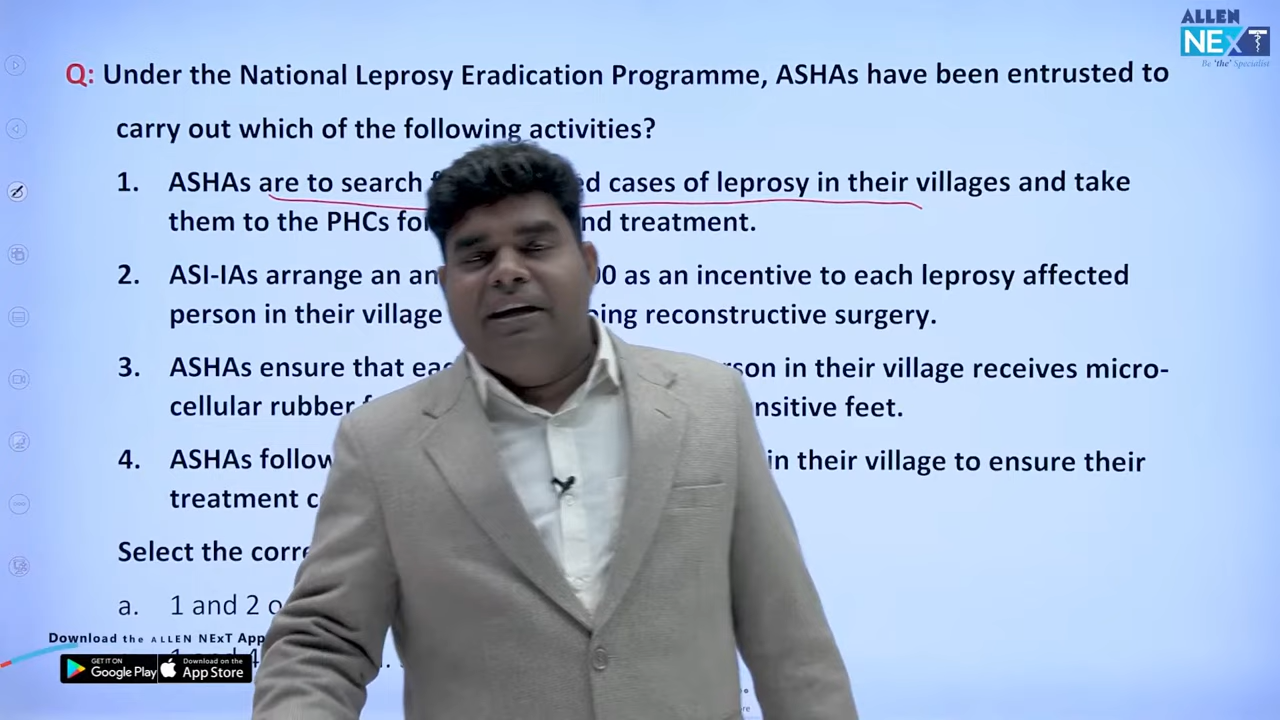 ALLEN
NEXT
Be 'the' Specialist
Q: Under the National Leprosy Eradication Programme, ASHAs have been entrusted to
carry out which of the following activities?
1. ASHAs are to search ed cases of leprosy in their villages and take
them to the PHCs for nd treatment.
2. ASI-IAs arrange an 00 as an incentive to each leprosy affected
person in their village ing reconstructive surgery.
3. ASHAs ensure that rson in their village receives micro-
cellular rubber nsitive feet.
4. ASHAs follow in their village to ensure their
treatment
Select the
a. 1 and 2
Download the ALLEN NExT App
GET IT ON
Google Play
Download on the
App Store